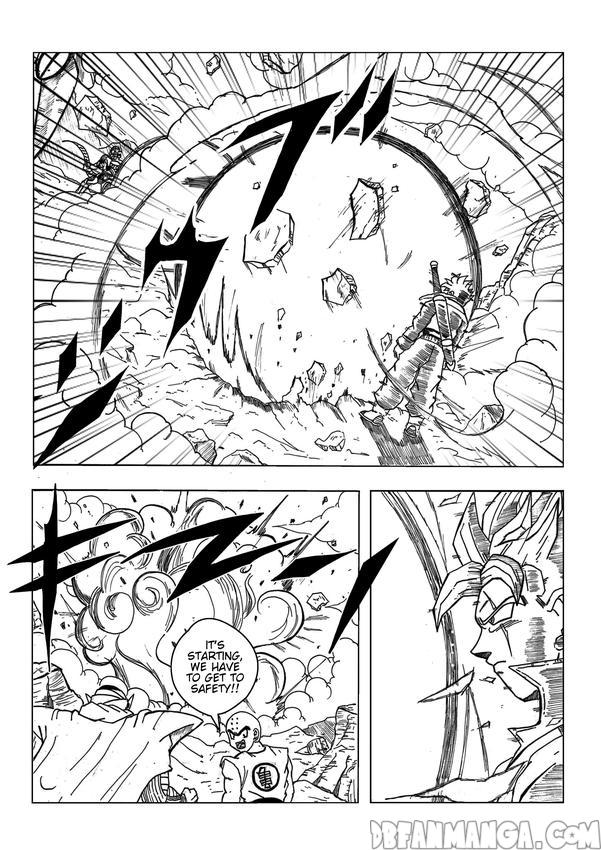 IT'S
STARTING,
WE HAVE
TO GET TO
SAFETY!!
DBFANMANGA.COM